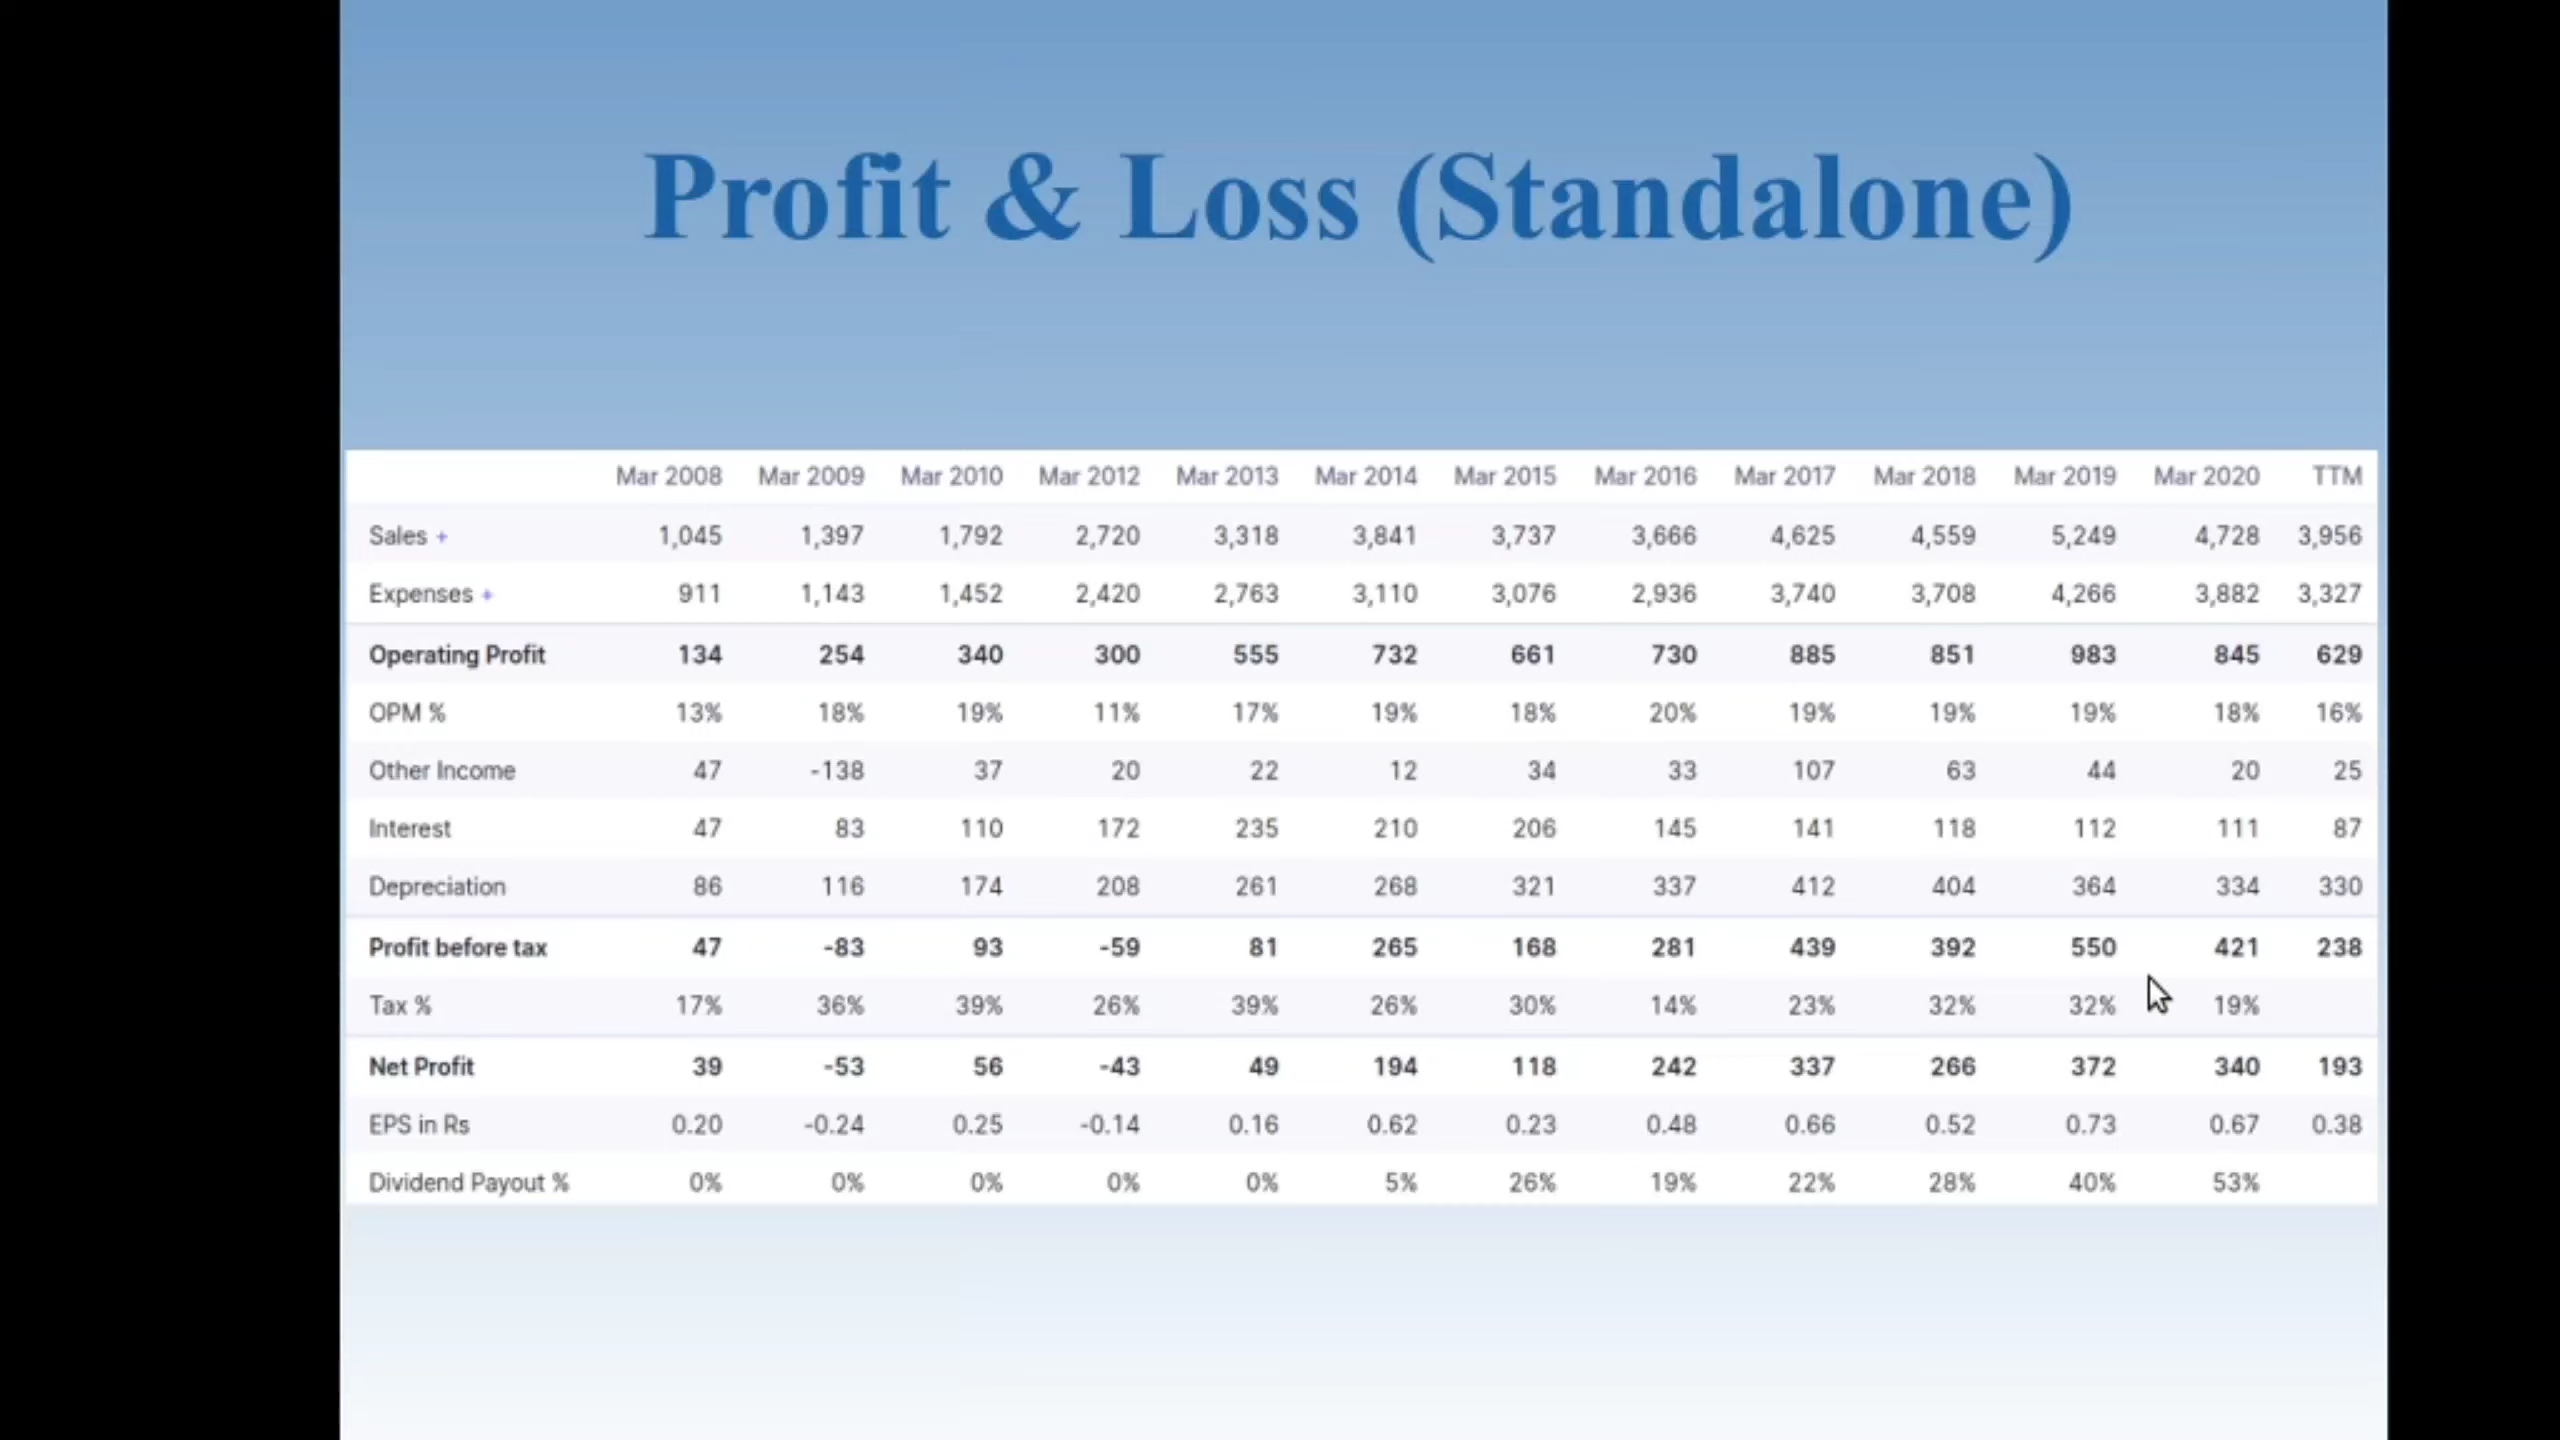 Profit & Loss (Standalone)
Mar 2008 Mar 2009 Mar 2010 Mar 2012 Mar 2013 Mar 2014 Mar 2015 Mar 2016 Mar 2017 Mar 2018 Mar 2019 Mar 2020 TTM
Sales + 1,045 1,397 1,792 2,720 3,318 3,841 3,737 3,666 4,625 4,559 5,249 4,728 3,956
Expenses + 911 1,143 1,452 2,420 2,763 3,110 3,076 2,936 3,740 3,708 4,266 3,882 3,327
Operating Profit 134 254 340 300 555 732 661 730 885 851 983 845 629
OPM % 13% 18% 19% 11% 17% 19% 18% 20% 19% 19% 19% 18% 16%
Other Income 47 -138 37 20 22 12 34 33 107 63 44 20 25
Interest 47 83 110 172 235 210 206 145 141 118 112 111 87
Depreciation 86 116 174 208 261 268 321 337 412 404 364 334 330
Profit before tax 47 -83 93 -59 81 265 168 281 439 392 550 421 238
Tax % 17% 36% 39% 26% 39% 26% 30% 14% 23% 32% 32% 19%
Net Profit 39 -53 56 -43 49 194 118 242 337 266 372 340 193
EPS in Rs 0.20 -0.24 0.25 -0.14 0.16 0.62 0.23 0.48 0.66 0.52 0.73 0.67 0.38
Dividend Payout % 0% 0% 0% 0% 0% 5% 26% 19% 22% 28% 40% 53%